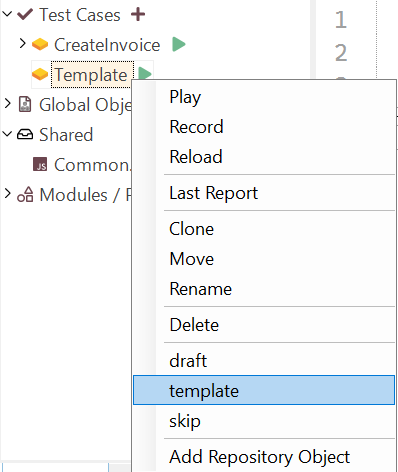 Test Cases
1
CreateInvoice
2
Template
Global Obje
Play
Record
Shared
Reload
Common.
Modules /
Last Report
Clone
Move
Rename
Delete
draft
template
skip
Add Repository Object
JS